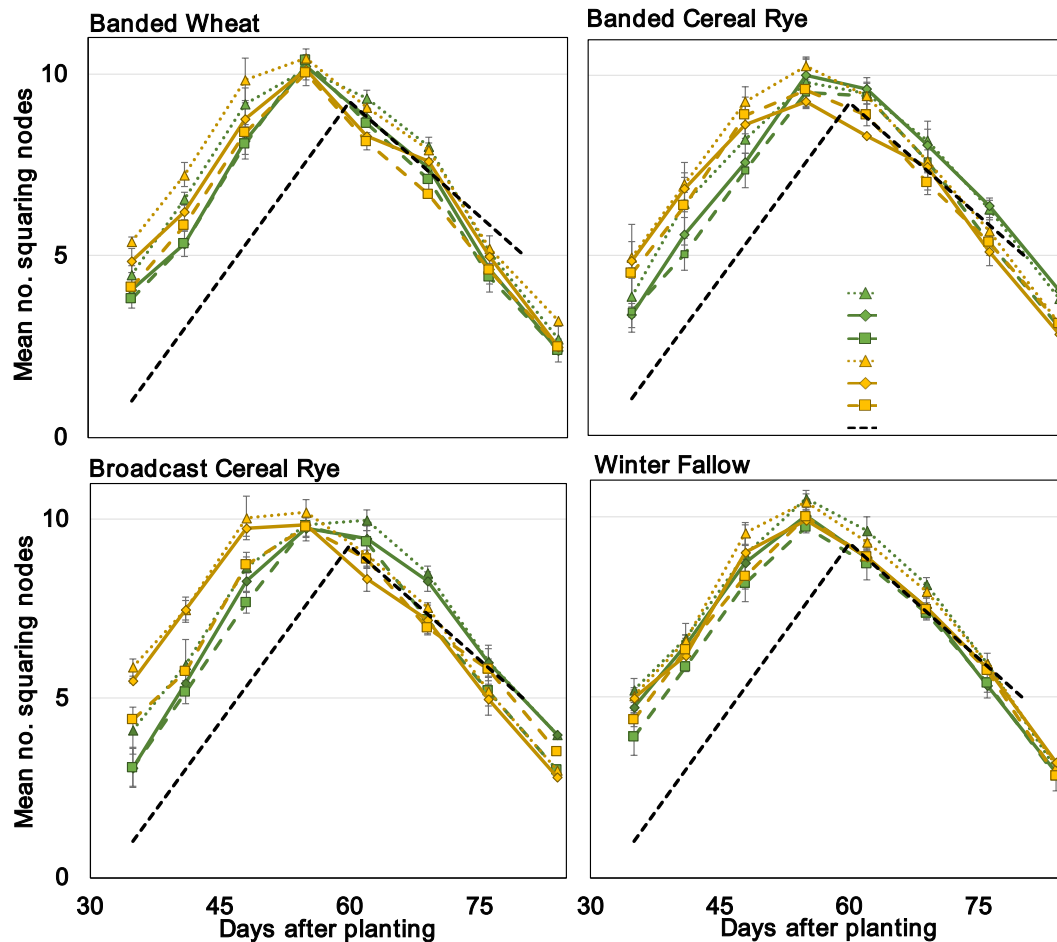 Banded Wheat
Banded Cereal Rye
10
5
0
Mean no. squaring nodes
Broadcast Cereal Rye
Winter Fallow
10
5
0
Mean no. squaring nodes
30 45 60 75
45 60 75
Days after planting
Days after planting